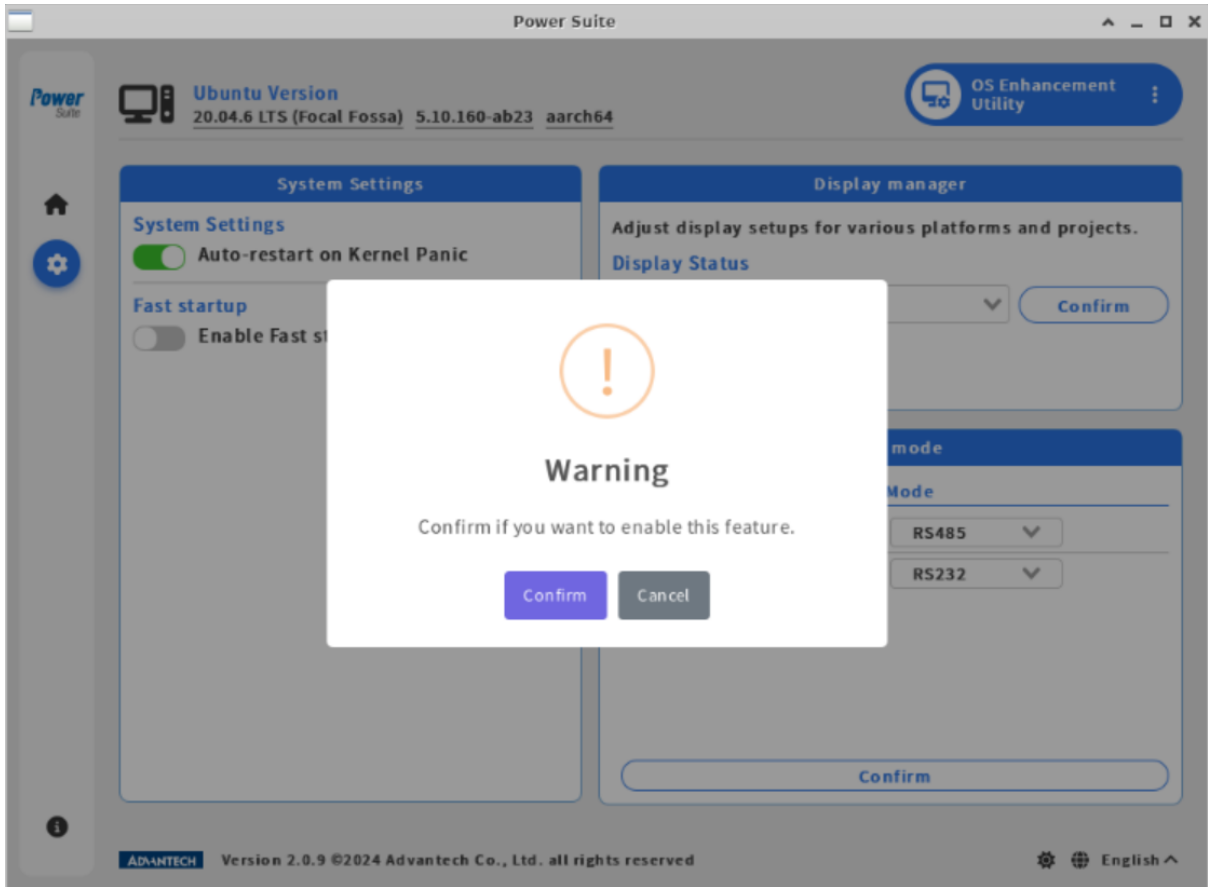 Power Suite
Power
Suite
Ubuntu Version
20.04.6 LTS (Focal Fossa) 5.10.160-ab23 aarch64
OS Enhancement
Utility
System Settings
System Settings
Auto-restart on Kernel Panic
Fast startup
Enable Fast st
Display manager
Adjust display setups for various platforms and projects.
Display Status
Confirm
mode
Mode
RS485
RS232
Confirm
Warning
Confirm if you want to enable this feature.
Confirm Cancel
ADVANTECH Version 2.0.9 ©2024 Advantech Co., Ltd. all rights reserved
English